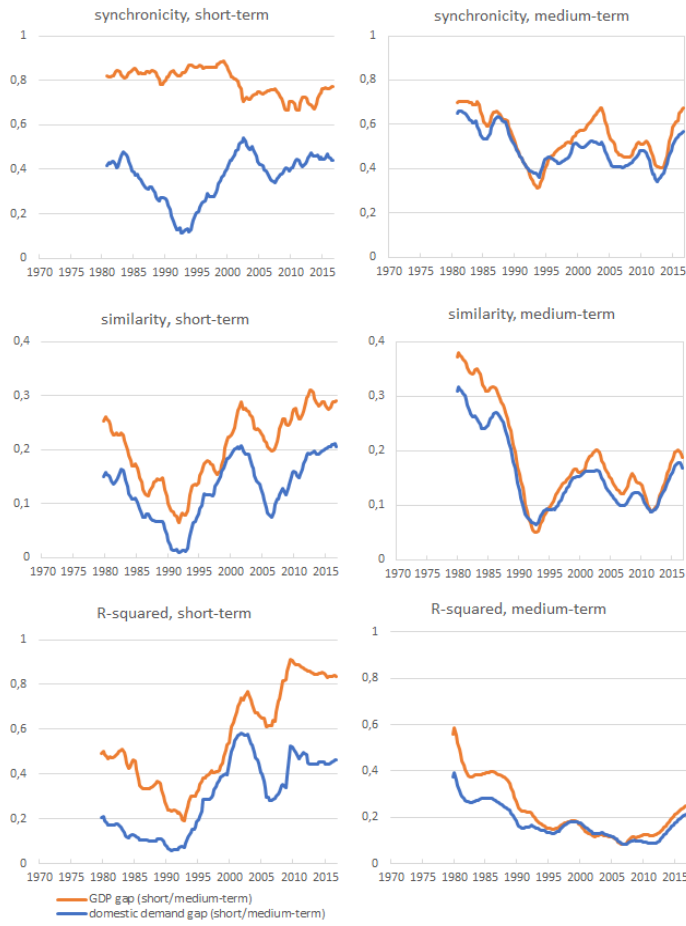 synchronicity, short-term
1
0,8
0,6
0,4
0,2
0
1970 1975 1980 1985 1990 1995 2000 2005 2010 2015
synchronicity, medium-term
1
0,8
0,6
0,4
0,2
0
1970 1975 1980 1985 1990 1995 2000 2005 2010 2015
similarity, short-term
0,4
0,3
0,2
0,1
0
1970 1975 1980 1985 1990 1995 2000 2005 2010 2015
similarity, medium-term
0,4
0,3
0,2
0,1
0
1970 1975 1980 1985 1990 1995 2000 2005 2010 2015
R-squared, short-term
1
0,8
0,6
0,4
0,2
0
1970 1975 1980 1985 1990 1995 2000 2005 2010 2015
R-squared, medium-term
1
0,8
0,6
0,4
0,2
0
1970 1975 1980 1985 1990 1995 2000 2005 2010 2015
GDP gap (short/medium-term)
domestic demand gap (short/medium-term)